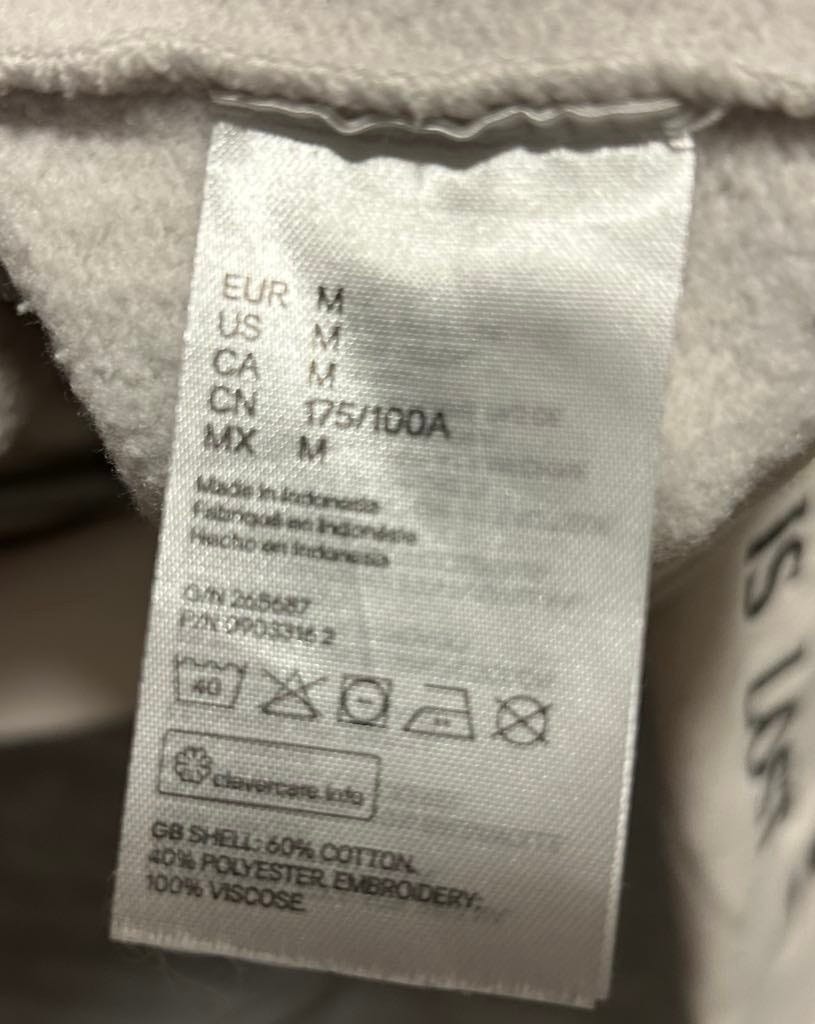 EUR M
US M
CA M
CN 175/100A
MX M
Made in Indonesia
Fabriqué en Indonésie
Hecho en Indonesia
O/N 265687
P/N 0903316 2
40
clevercare.info
GB SHELL: 60% COTTON,
40% POLYESTER. EMBROIDERY:
100% VISCOSE
IS